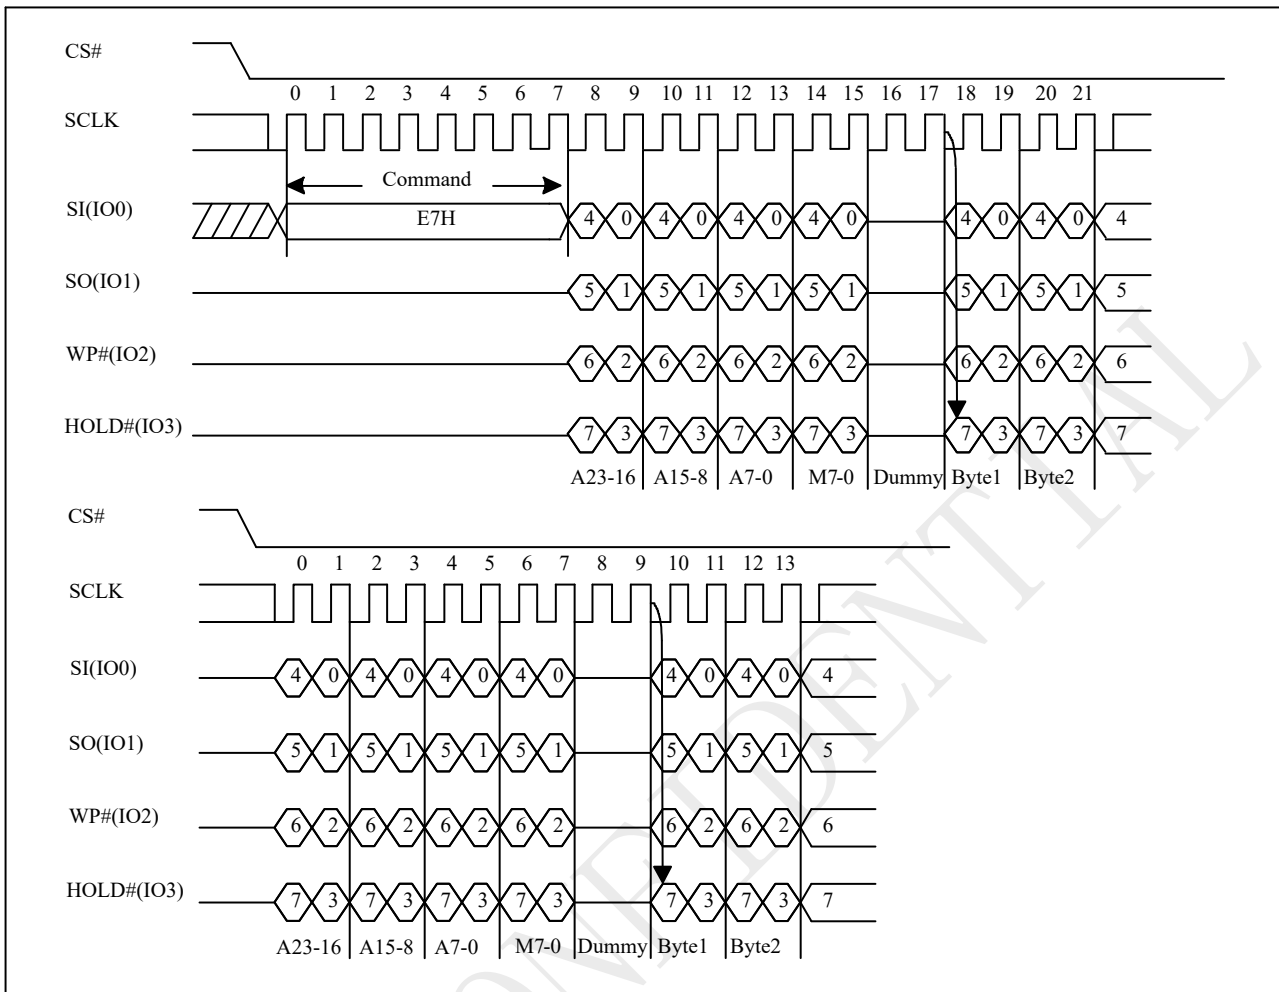 CS#
0 1 2 3 4 5 6 7 8 9 10 11 12 13 14 15 16 17 18 19 20 21
SCLK
Command
SI(IO0) E7H 4 0 4 0 4 0 4 0 4 0 4 0 4
SO(IO1) 5 1 5 1 5 1 5 1 5 1 5 1 5
WP#(IO2) 6 2 6 2 6 2 6 2 6 2 6 2 6
HOLD#(IO3) 7 3 7 3 7 3 7 3 7 3 7 3 7
A23-16 A15-8 A7-0 M7-0 Dummy Byte1 Byte2
CS#
0 1 2 3 4 5 6 7 8 9 10 11 12 13
SCLK
SI(IO0) 4 0 4 0 4 0 4 0 4 0 4 0 4
SO(IO1) 5 1 5 1 5 1 5 1 5 1 5 1 5
WP#(IO2) 6 2 6 2 6 2 6 2 6 2 6 2 6
HOLD#(IO3) 7 3 7 3 7 3 7 3 7 3 7 3 7
A23-16 A15-8 A7-0 M7-0 Dummy Byte1 Byte2
ONFIDENTIAL